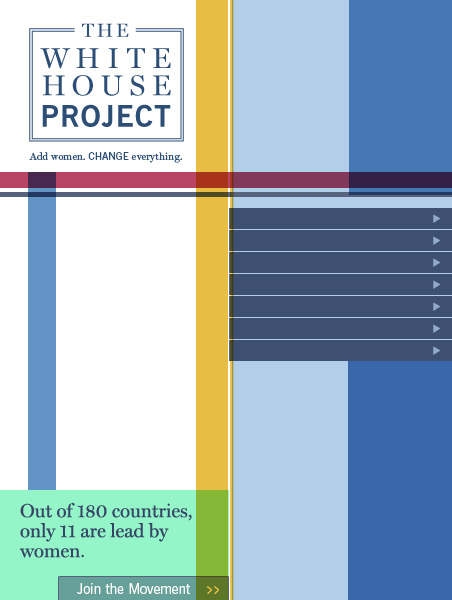 THE
WHITE
HOUSE
PROJECT
Add women. CHANGE everything.
Out of 180 countries,
only 11 are lead by
women.
Join the Movement >>